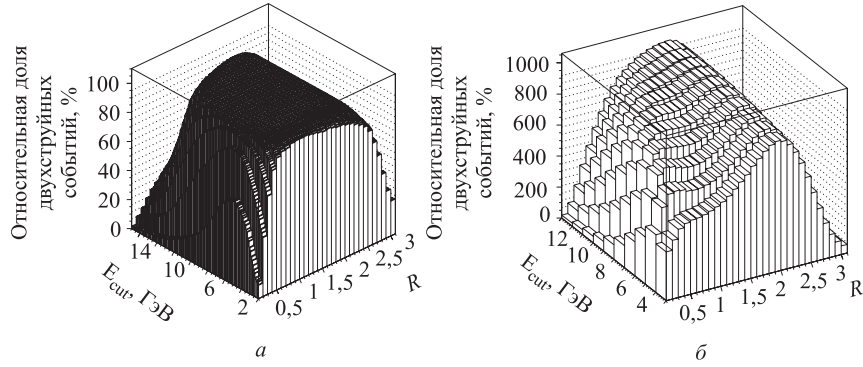 Относительная доля
двухструйных
событий, %
100
80
60
40
20
0
14
10
6
2
E_cut, ГэВ
0,5
1
1,5
2
2,5
3
R
а
Относительная доля
двухструйных
событий, %
1000
800
600
400
200
0
12
10
8
6
4
E_cut, ГэВ
0,5
1
1,5
2
2,5
3
R
б